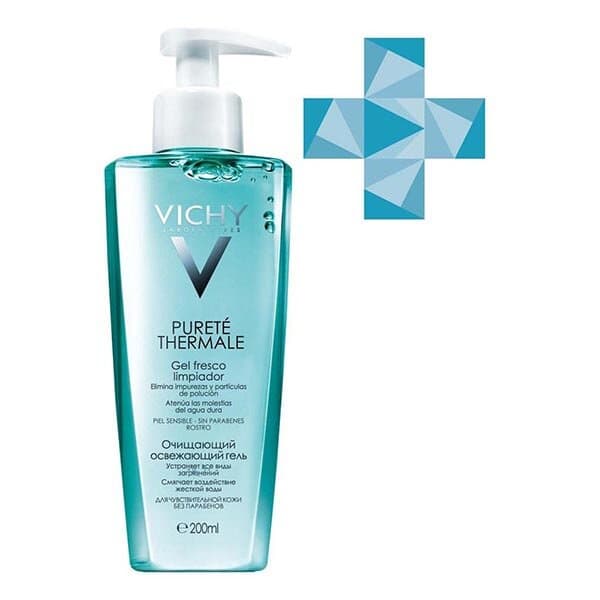 VICHY
LABORATOIRES
V
PURETÉ
THERMALE
Gel fresco
limpiador
Elimina impurezas y partículas
de polución
Atenúa las molestias
del agua dura
PIEL SENSIBLE - SIN PARABENES
ROSTRO
Очищающий
освежающий гель
Устраняет все виды
загрязнений
Смягчает воздействие
жесткой воды
ДЛЯ ЧУВСТВИТЕЛЬНОЙ КОЖИ
БЕЗ ПАРАБЕНОВ
℮200ml